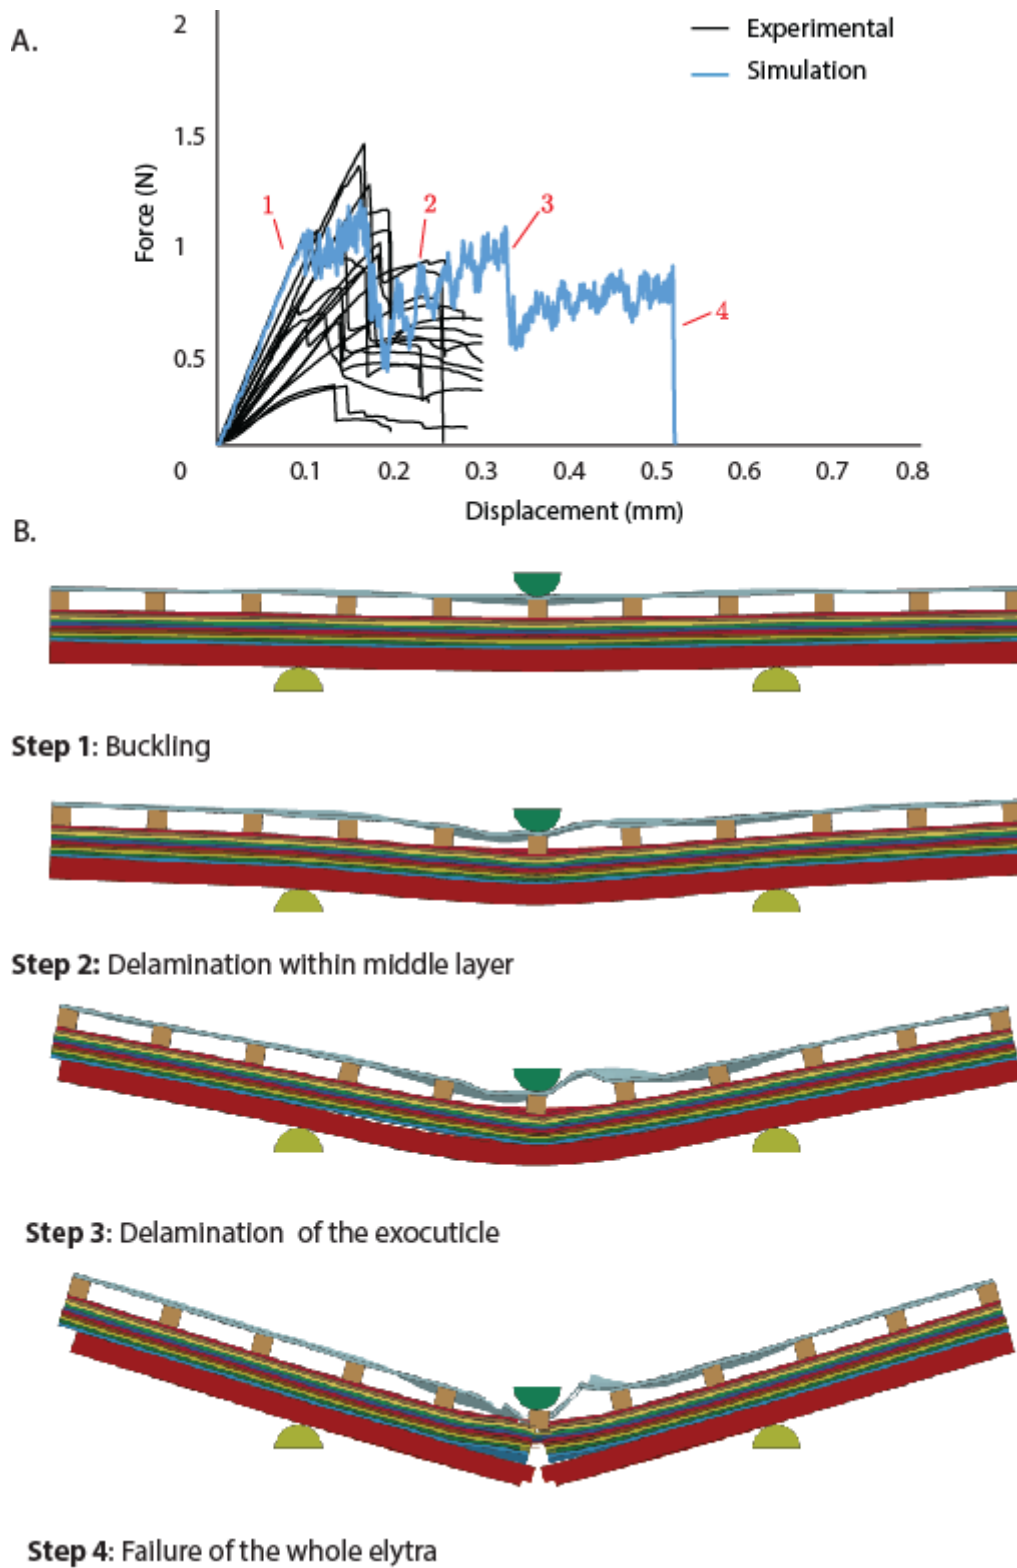 A.
2
1.5
1
0.5
0
Force (N)
Experimental
Simulation
1
2
3
4
0.1 0.2 0.3 0.4 0.5 0.6 0.7 0.8
Displacement (mm)
B.
Step 1: Buckling
Step 2: Delamination within middle layer
Step 3: Delamination of the exocuticle
Step 4: Failure of the whole elytra